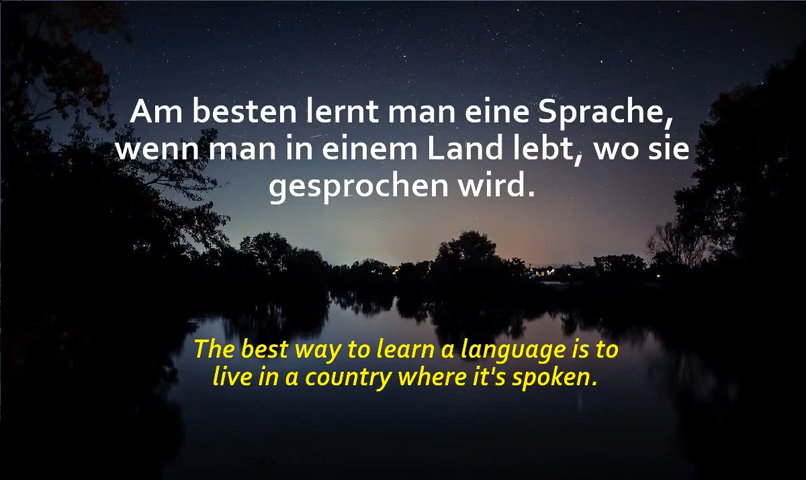 Am besten lernt man eine Sprache,
wenn man in einem Land lebt, wo sie
gesprochen wird.
The best way to learn a language is to
live in a country where it's spoken.